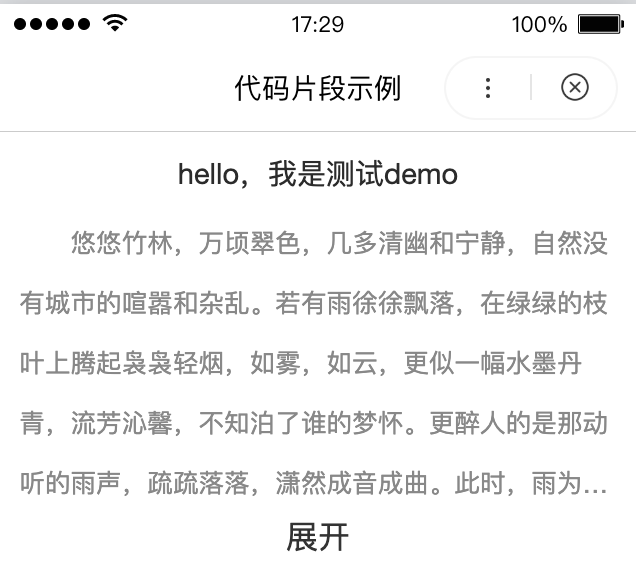 17:29
100%
代码片段示例
hello，我是测试demo
悠悠竹林，万顷翠色，几多清幽和宁静，自然没
有城市的喧嚣和杂乱。若有雨徐徐飘落，在绿绿的枝
叶上腾起袅袅轻烟，如雾，如云，更似一幅水墨丹
青，流芳沁馨，不知泊了谁的梦怀。更醉人的是那动
听的雨声，疏疏落落，潇然成音成曲。此时，雨为...
展开